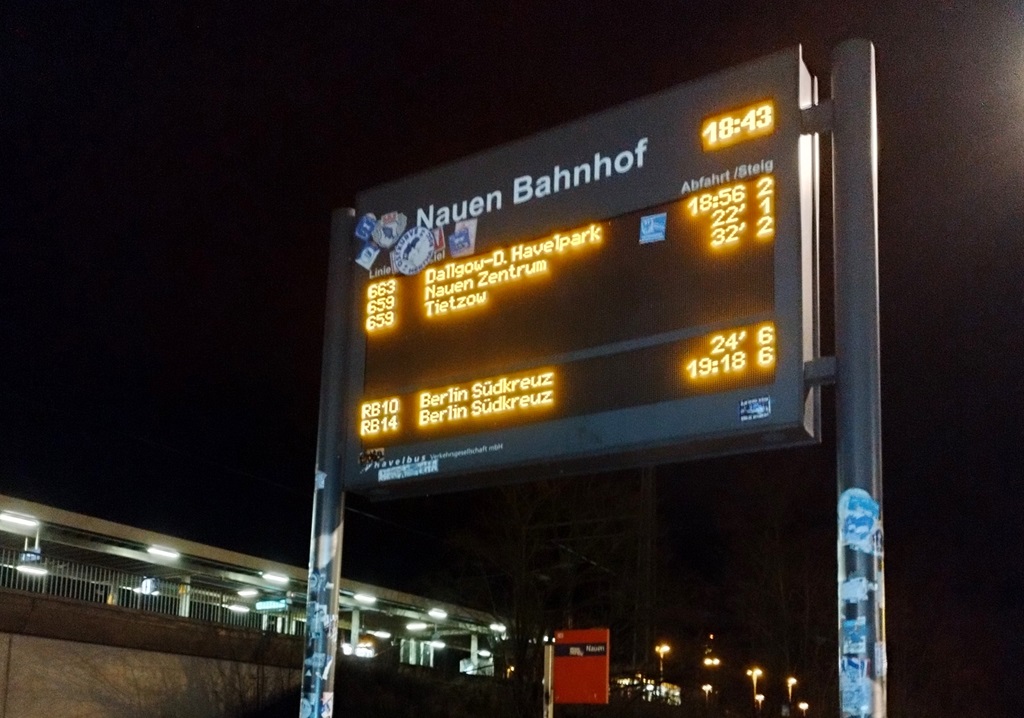 18:43
Nauen Bahnhof
Abfahrt /Steig
Linie
663 Dallgow-D. Havelpark 18:56 2
659 Nauen Zentrum 22' 1
659 Tietzow 32' 2
RB10 Berlin Südkreuz 24' 6
RB14 Berlin Südkreuz 19:18 6
havelbus Verkehrsgesellschaft mbH
Nauen